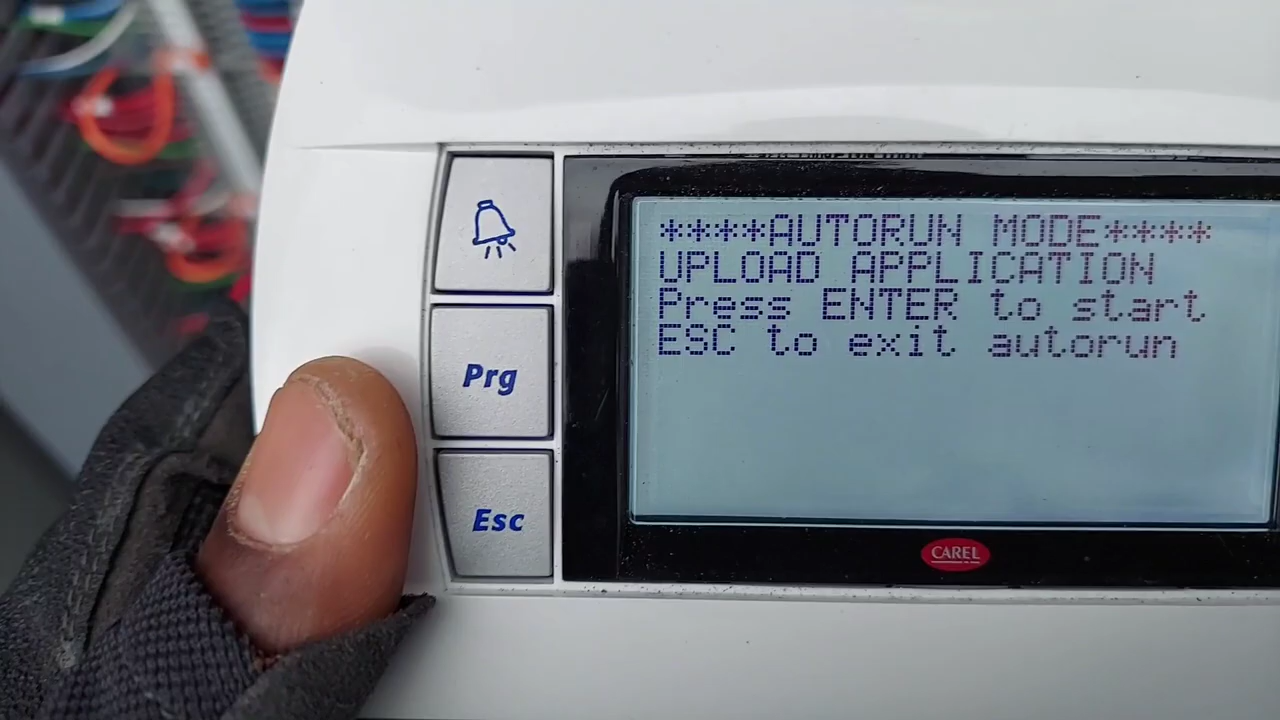 ****AUTORUN MODE****
UPLOAD APPLICATION
Press ENTER to start
ESC to exit autorun
Prg
Esc
CAREL